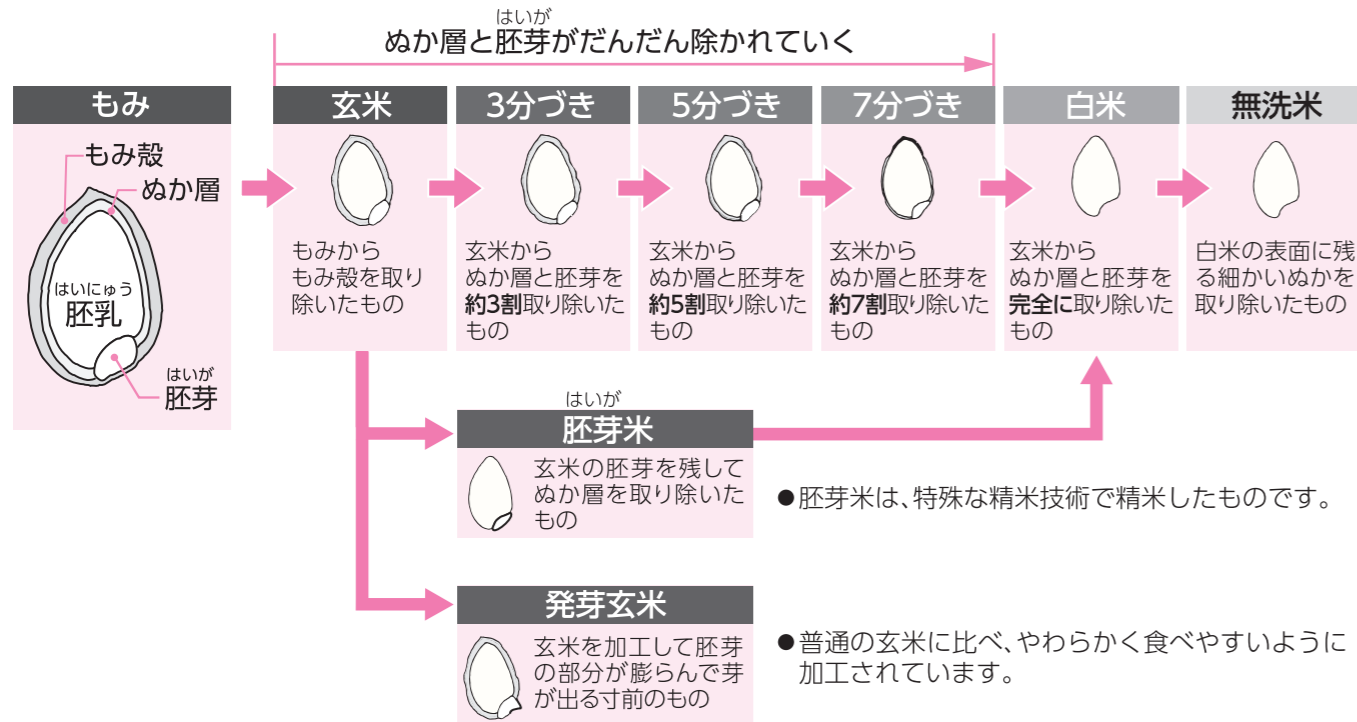 はいが
ぬか層と胚芽がだんだん除かれていく
もみ
もみ殻
ぬか層
はいにゅう
胚乳
はいが
胚芽
玄米
もみから
もみ殻を取り
除いたもの
3分づき
玄米から
ぬか層と胚芽を
約3割取り除いた
もの
5分づき
玄米から
ぬか層と胚芽を
約5割取り除いた
もの
7分づき
玄米から
ぬか層と胚芽を
約7割取り除いた
もの
白米
玄米から
ぬか層と胚芽を
完全に取り除いた
もの
無洗米
白米の表面に残
る細かいぬかを
取り除いたもの
はいが
胚芽米
玄米の胚芽を残して
ぬか層を取り除いた
もの
●胚芽米は、特殊な精米技術で精米したものです。
発芽玄米
玄米を加工して胚芽
の部分が膨らんで芽
が出る寸前のもの
●普通の玄米に比べ、やわらかく食べやすいように
加工されています。